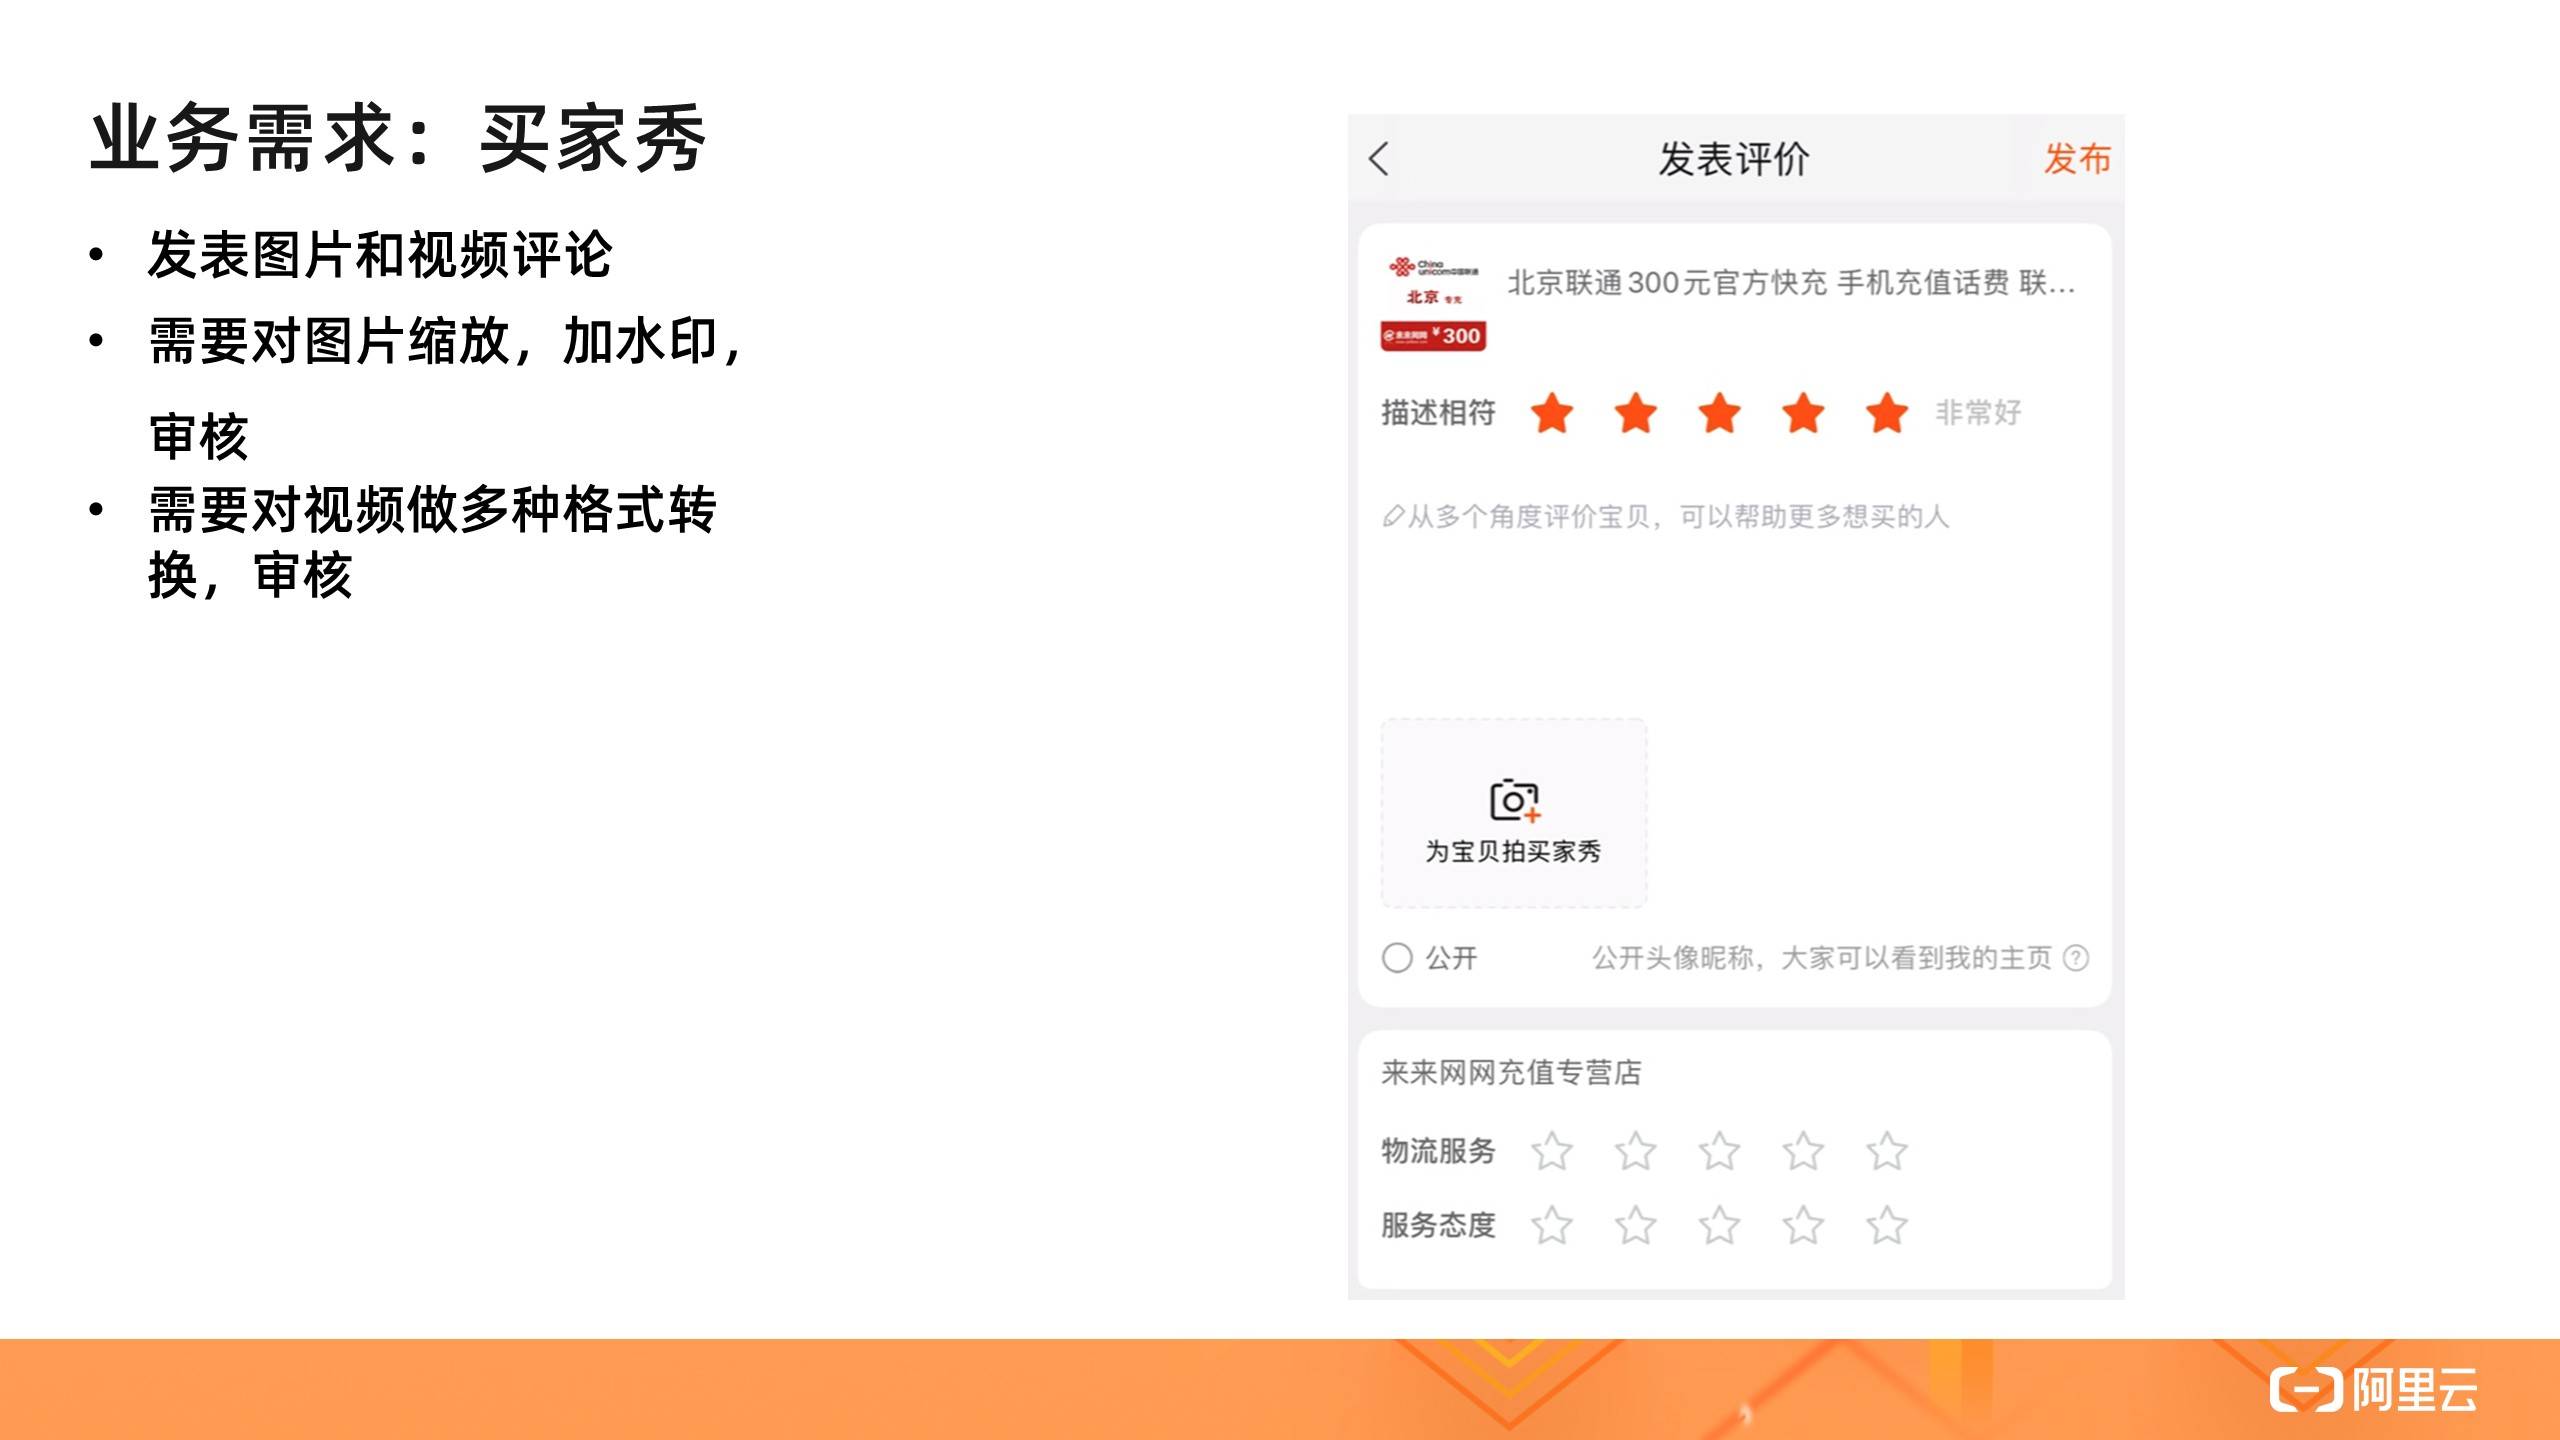 业务需求：买家秀
• 发表图片和视频评论
• 需要对图片缩放，加水印，
审核
• 需要对视频做多种格式转
换，审核
发表评价
发布
China
unicom中国联通
北京 专充
¥300
北京联通300元官方快充 手机充值话费 联...
描述相符
非常好
从多个角度评价宝贝，可以帮助更多想买的人
为宝贝拍买家秀
公开
公开头像昵称，大家可以看到我的主页 ?
来来网网充值专营店
物流服务
服务态度
阿里云